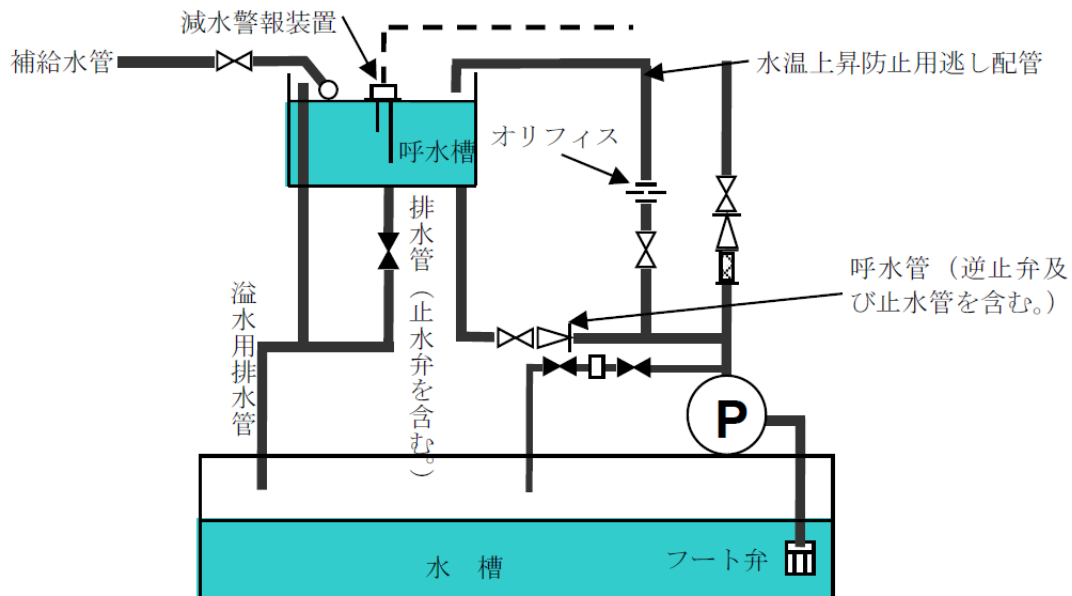 減水警報装置
補給水管
水温上昇防止用逃し配管
オリフィス
呼水槽
排水管（止水弁を含む。）
呼水管（逆止弁及
び止水管を含む。）
溢水用排水管
P
フート弁
水 槽